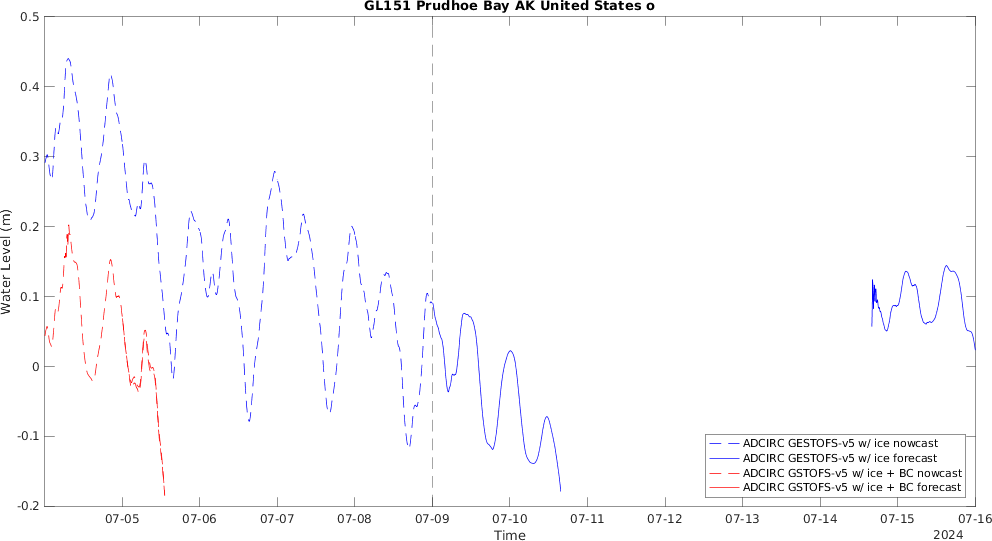 GL151 Prudhoe Bay AK United States o
0.5
0.4
0.3
0.2
0.1
0
-0.1
-0.2
Water Level (m)
ADCIRC GESTOFS-v5 w/ ice nowcast
ADCIRC GESTOFS-v5 w/ ice forecast
ADCIRC GSTOFS-v5 w/ ice + BC nowcast
ADCIRC GSTOFS-v5 w/ ice + BC forecast
07-05 07-06 07-07 07-08 07-09 07-10 07-11 07-12 07-13 07-14 07-15 07-16
Time
2024